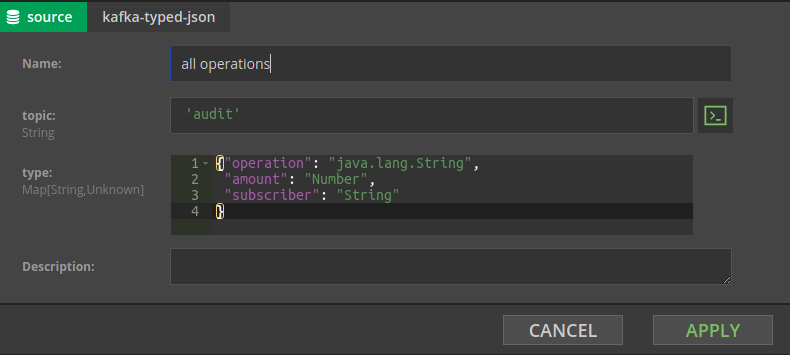 source kafka-typed-json
Name: all operations
topic: 'audit'
String
1 {"operation": "java.lang.String",
type: 2 "amount": "Number",
Map[String,Unknown] 3 "subscriber": "String"
4 }
Description:
CANCEL APPLY